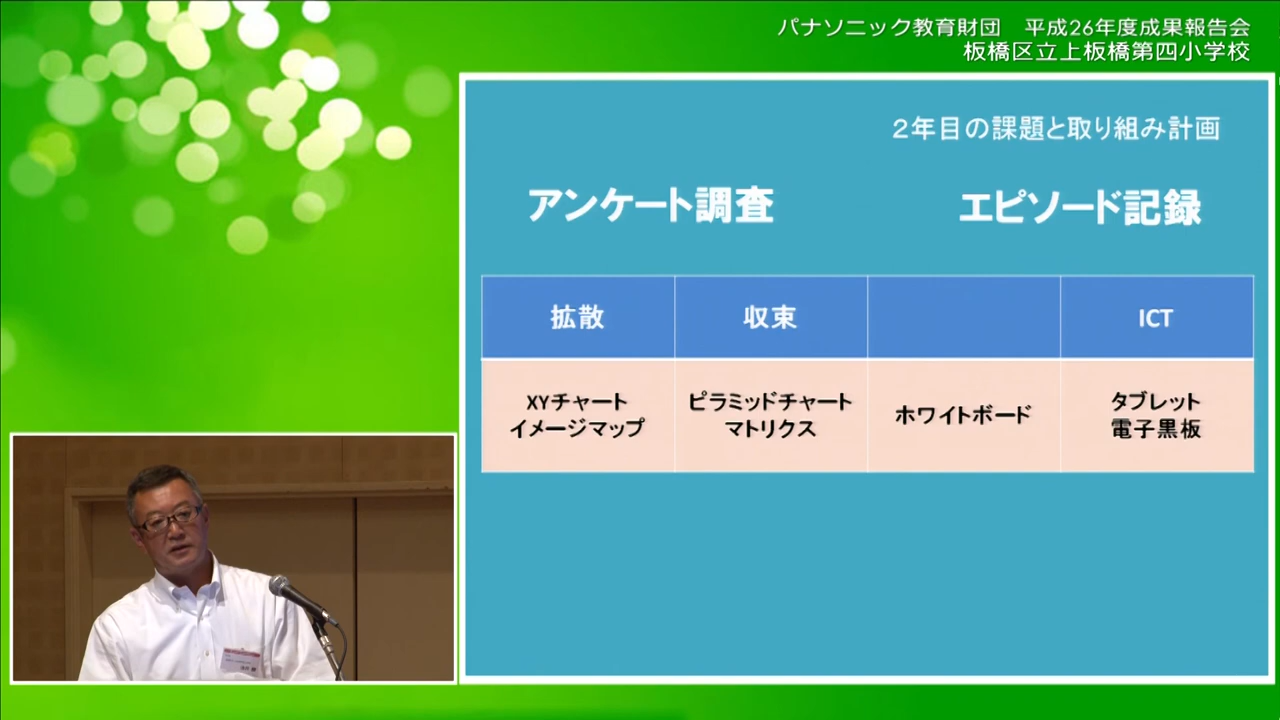 パナソニック教育財団　平成26年度成果報告会
板橋区立上板橋第四小学校
２年目の課題と取り組み計画
アンケート調査
エピソード記録
拡散
収束
ICT
XYチャート
イメージマップ
ピラミッドチャート
マトリクス
ホワイトボード
タブレット
電子黒板